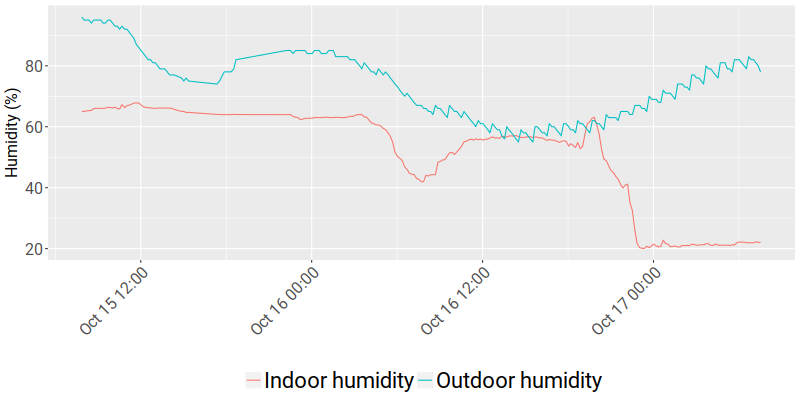 Humidity (%)
80
60
40
20
Oct 15 12:00
Oct 16 00:00
Oct 16 12:00
Oct 17 00:00
Indoor humidity
Outdoor humidity